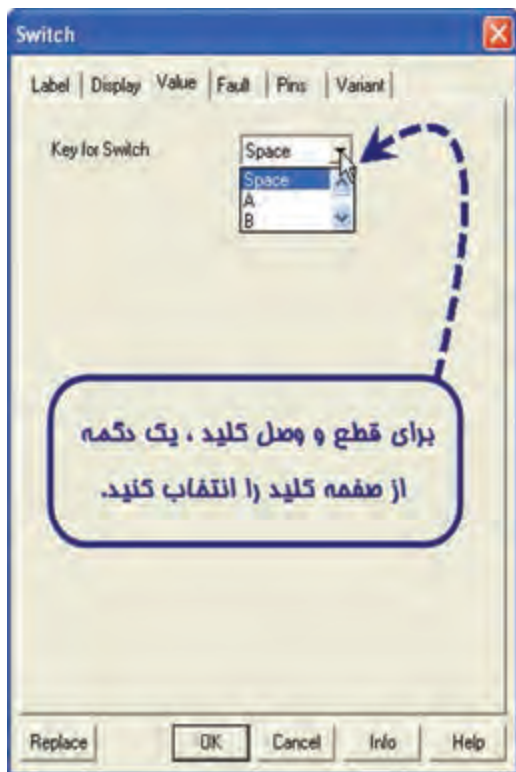 Switch
Label Display Value Fault Pins Variant
Key for Switch Space
Space
A
B
برای قطع و وصل کلید ، یک دگمه
از صفحه کلید را انتخاب کنید.
Replace OK Cancel Info Help